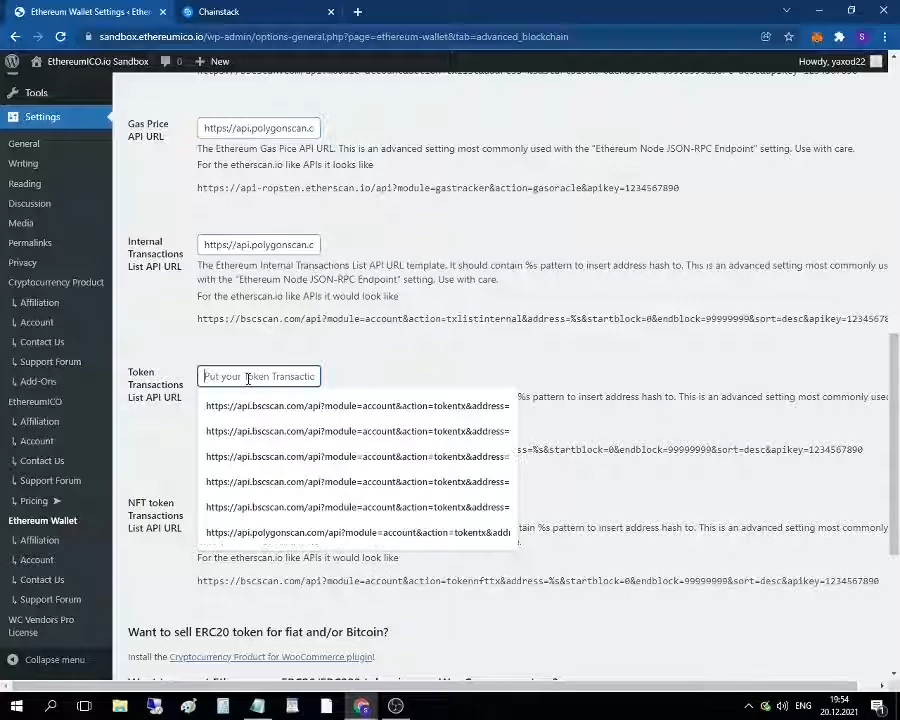 Ethereum Wallet Settings ‹ Ether
Chainstack
sandbox.ethereumico.io/wp-admin/options-general.php?page=ethereum-wallet&tab=advanced_blockchain
EthereumICO.io Sandbox
0
New
Howdy, yaxod22
Tools
Settings
General
Writing
Reading
Discussion
Media
Permalinks
Privacy
Cryptocurrency Product
↳ Affiliation
↳ Account
↳ Contact Us
↳ Support Forum
↳ Add-Ons
EthereumICO
↳ Affiliation
↳ Account
↳ Contact Us
↳ Support Forum
↳ Pricing ➤
Ethereum Wallet
↳ Affiliation
↳ Account
↳ Contact Us
↳ Support Forum
WC Vendors Pro
License
Collapse menu
Gas Price
API URL
https://api.polygonscan.c
The Ethereum Gas Pice API URL. This is an advanced setting most commonly used with the "Ethereum Node JSON-RPC Endpoint" setting. Use with care.
For the etherscan.io like APIs it looks like
https://api-ropsten.etherscan.io/api?module=gastracker&action=gasoracle&apikey=1234567890
Internal
Transactions
List API URL
https://api.polygonscan.c
The Ethereum Internal Transactions List API URL template. It should contain %s pattern to insert address hash to. This is an advanced setting most commonly us
with the "Ethereum Node JSON-RPC Endpoint" setting. Use with care.
For the etherscan.io like APIs it would look like
https://bscscan.com/api?module=account&action=txlistinternal&address=%s&startblock=0&endblock=99999999&sort=desc&apikey=12345678
Token
Transactions
List API URL
Put your Token Transactic
%s pattern to insert address hash to. This is an advanced setting most commonly used
https://api.bscscan.com/api?module=account&action=tokentx&address=
https://api.bscscan.com/api?module=account&action=tokentx&address=
s=%s&startblock=0&endblock=99999999&sort=desc&apikey=1234567890
https://api.bscscan.com/api?module=account&action=tokentx&address=
https://api.bscscan.com/api?module=account&action=tokentx&address=
https://api.bscscan.com/api?module=account&action=tokentx&address=
https://api.polygonscan.com/api?module=account&action=tokentx&addr
NFT token
Transactions
List API URL
tain %s pattern to insert address hash to. This is an advanced setting most commonly
For the etherscan.io like APIs it would look like
https://bscscan.com/api?module=account&action=tokennfttx&address=%s&startblock=0&endblock=99999999&sort=desc&apikey=1234567890
Want to sell ERC20 token for fiat and/or Bitcoin?
Install the Cryptocurrency Product for WooCommerce plugin!
ENG
19:54
20.12.2021